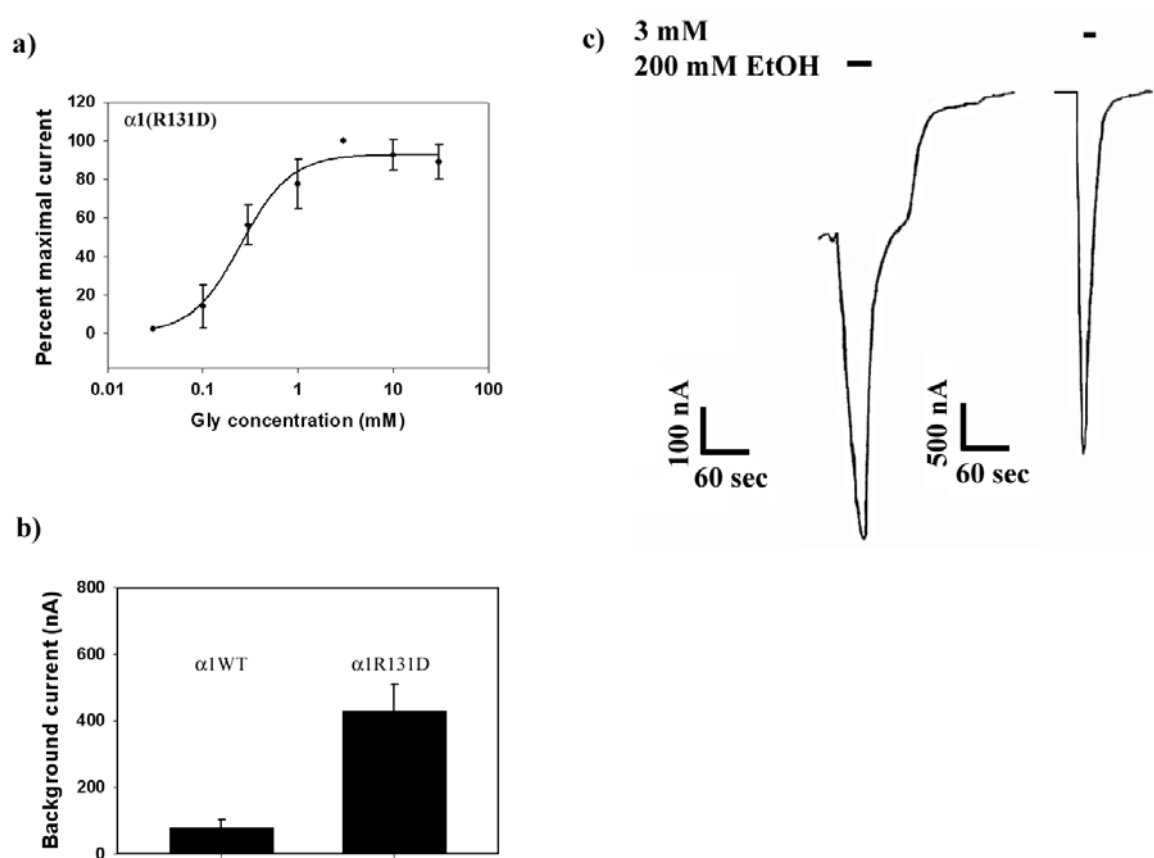 a)
α1(R131D)
Percent maximal current
120
100
80
60
40
20
0
0.01
0.1
1
10
100
Gly concentration (mM)
b)
Background current (nA)
800
600
400
200
0
α1WT
α1R131D
c)
3 mM
200 mM EtOH
100 nA
60 sec
500 nA
60 sec